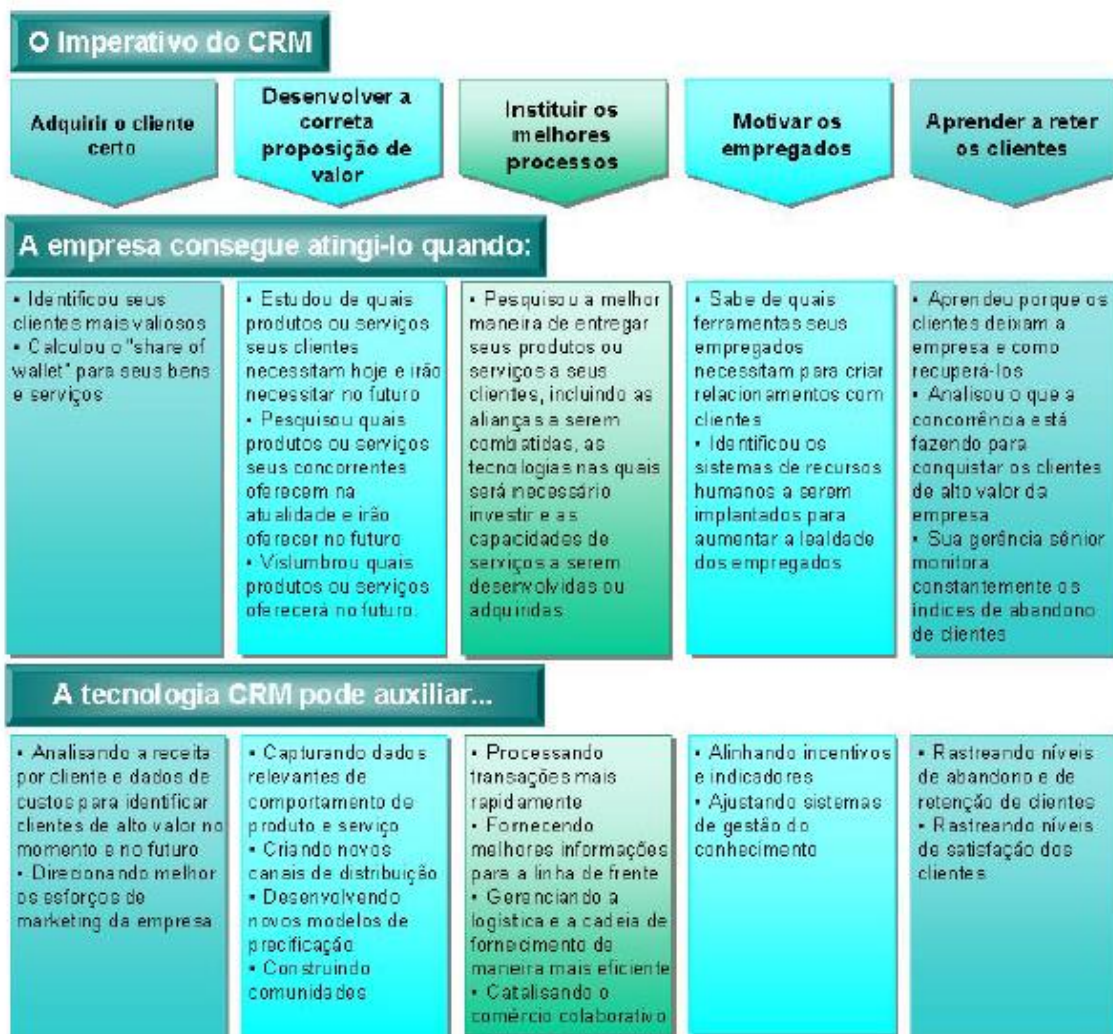 O Imperativo do CRM
Adquirir o cliente
certo
Desenvolver a
correta
proposição de
valor
Instituir os
melhores
processos
Motivar os
empregados
Aprender a reter
os clientes
A empresa consegue atingi-lo quando:
• Identificou seus
clientes mais valiosos
• Calculou o "share of
wallet" para seus bens
e serviços
• Estudou de quais
produtos ou serviços
seus clientes
necessitam hoje e irão
necessitar no futuro
• Pesquisou quais
produtos ou serviços
seus concorrentes
oferecem na
atualidade e irão
oferecer no futuro
• Vislumbrou quais
produtos ou serviços
oferecerá no futuro.
• Pesquisou a melhor
maneira de entregar
seus produtos ou
serviços a seus
clientes, incluindo as
alianças a serem
combatidas, as
tecnologias nas quais
será necessário
investir e as
capacidades de
serviços a serem
desenvolvidas ou
adquiridas
• Sabe de quais
ferramentas seus
empregados
necessitam para criar
relacionamentos com
clientes
• Identificou os
sistemas de recursos
humanos a serem
implantados para
aumentar a lealdade
dos empregados
• Aprendeu porque os
clientes deixam a
empresa e como
recuperá-los
• Analisou o que a
concorrência está
fazendo para
conquistar os clientes
de alto valor da
empresa
• Sua gerência sênior
monitora
constantemente os
índices de abandono
de clientes
A tecnologia CRM pode auxiliar...
• Analisando a receita
por cliente e dados de
custos para identificar
clientes de alto valor no
momento e no futuro
• Direcionando melhor
os esforços de
marketing da empresa
• Capturando dados
relevantes de
comportamento de
produto e serviço
• Criando novos
canais de distribuição
• Desenvolvendo
novos modelos de
precificação
• Construindo
comunidades
• Processando
transações mais
rapidamente
• Fornecendo
melhores informações
para a linha de frente
• Gerenciando a
logística e a cadeia de
fornecimento de
maneira mais eficiente
• Catalisando o
comércio colaborativo
• Alinhando incentivos
e indicadores
• Ajustando sistemas
de gestão do
conhecimento
• Rastreando níveis
de abandono e de
retenção de clientes
• Rastreando níveis
de satisfação dos
clientes